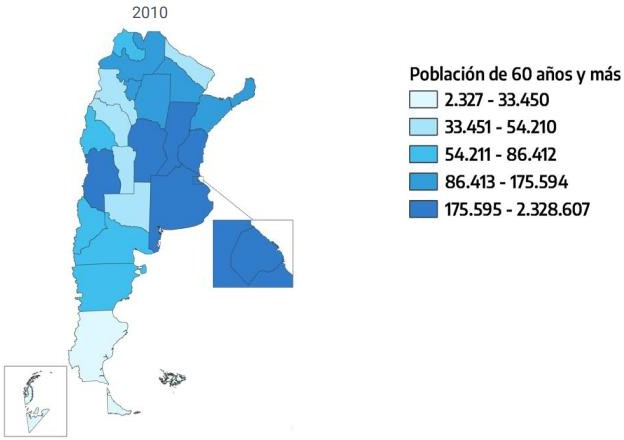 2010
Población de 60 años y más
2.327 - 33.450
33.451 - 54.210
54.211 - 86.412
86.413 - 175.594
175.595 - 2.328.607